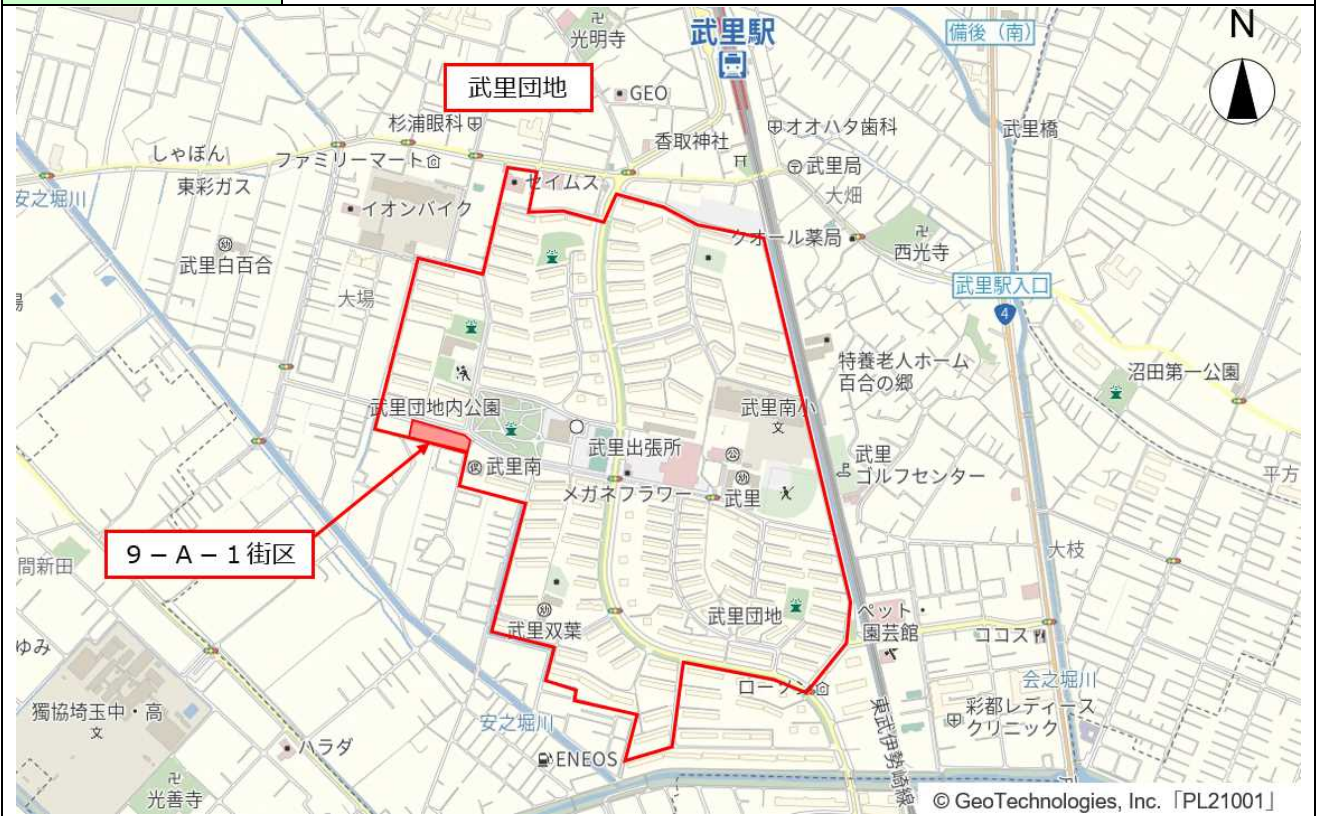 卍
光明寺
武里駅
備後（南）
N
武里団地
GEO
杉浦眼科
オオハタ歯科
武里橋
香取神社
しゃぼん
ファミリーマート
武里局
東彩ガス
セイムス
大畑
安之堀川
イオンバイク
クオール薬局
卍
西光寺
幼
武里白百合
大場
武里駅入口
4
特養老人ホーム
百合の郷
沼田第一公園
武里団地内公園
武里南小
文
武里出張所
公
武里
ゴルフセンター
平方
武里南
幼
メガネフラワー
武里
9－A－1街区
大枝
間新田
幼
武里双葉
武里団地
ペット・
園芸館
ココス
ゆみ
ローソン
会之堀川
獨協埼玉中・高
文
安之堀川
東武伊勢崎線
彩都レディース
クリニック
ハラダ
ENEOS
卍
光善寺
© GeoTechnologies, Inc.「PL21001」